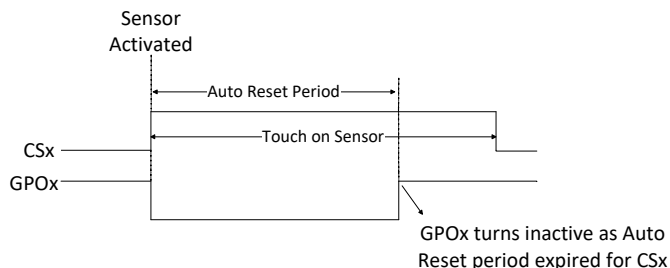 Sensor
Activated
Auto Reset Period
Touch on Sensor
CSx
GPOx
GPOx turns inactive as Auto
Reset period expired for CSx